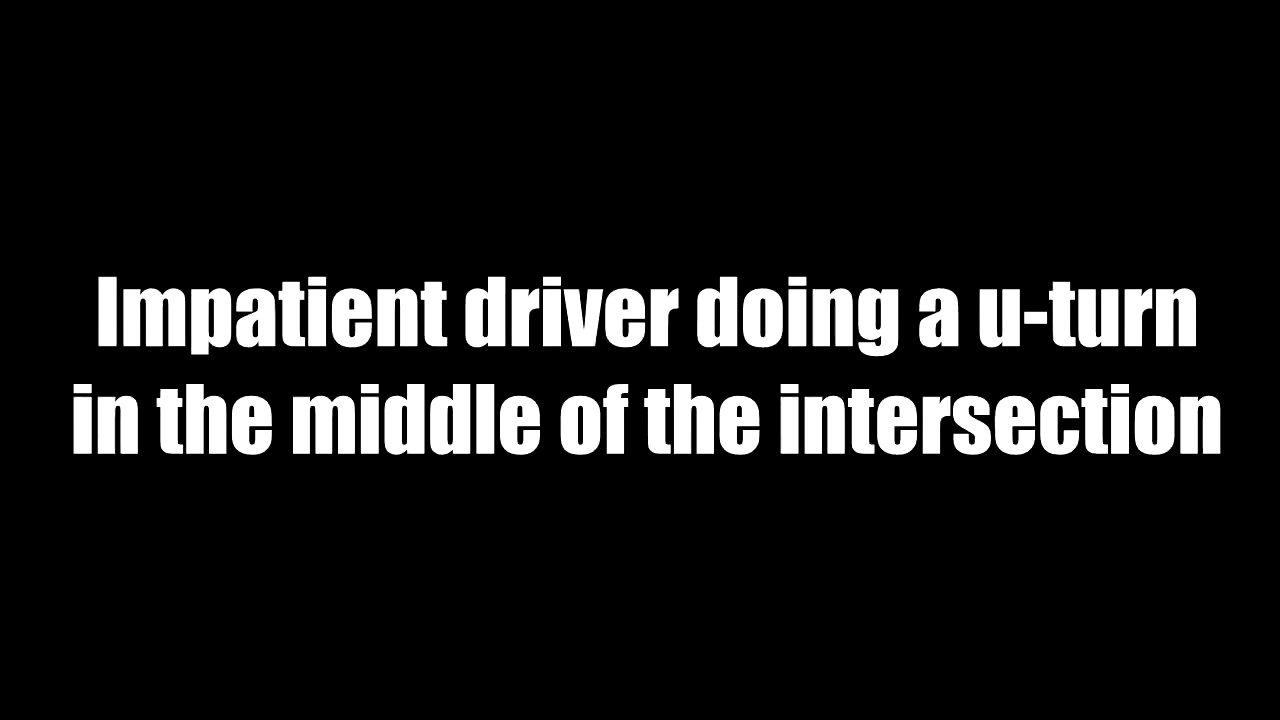 Impatient driver doing a u-turn
in the middle of the intersection